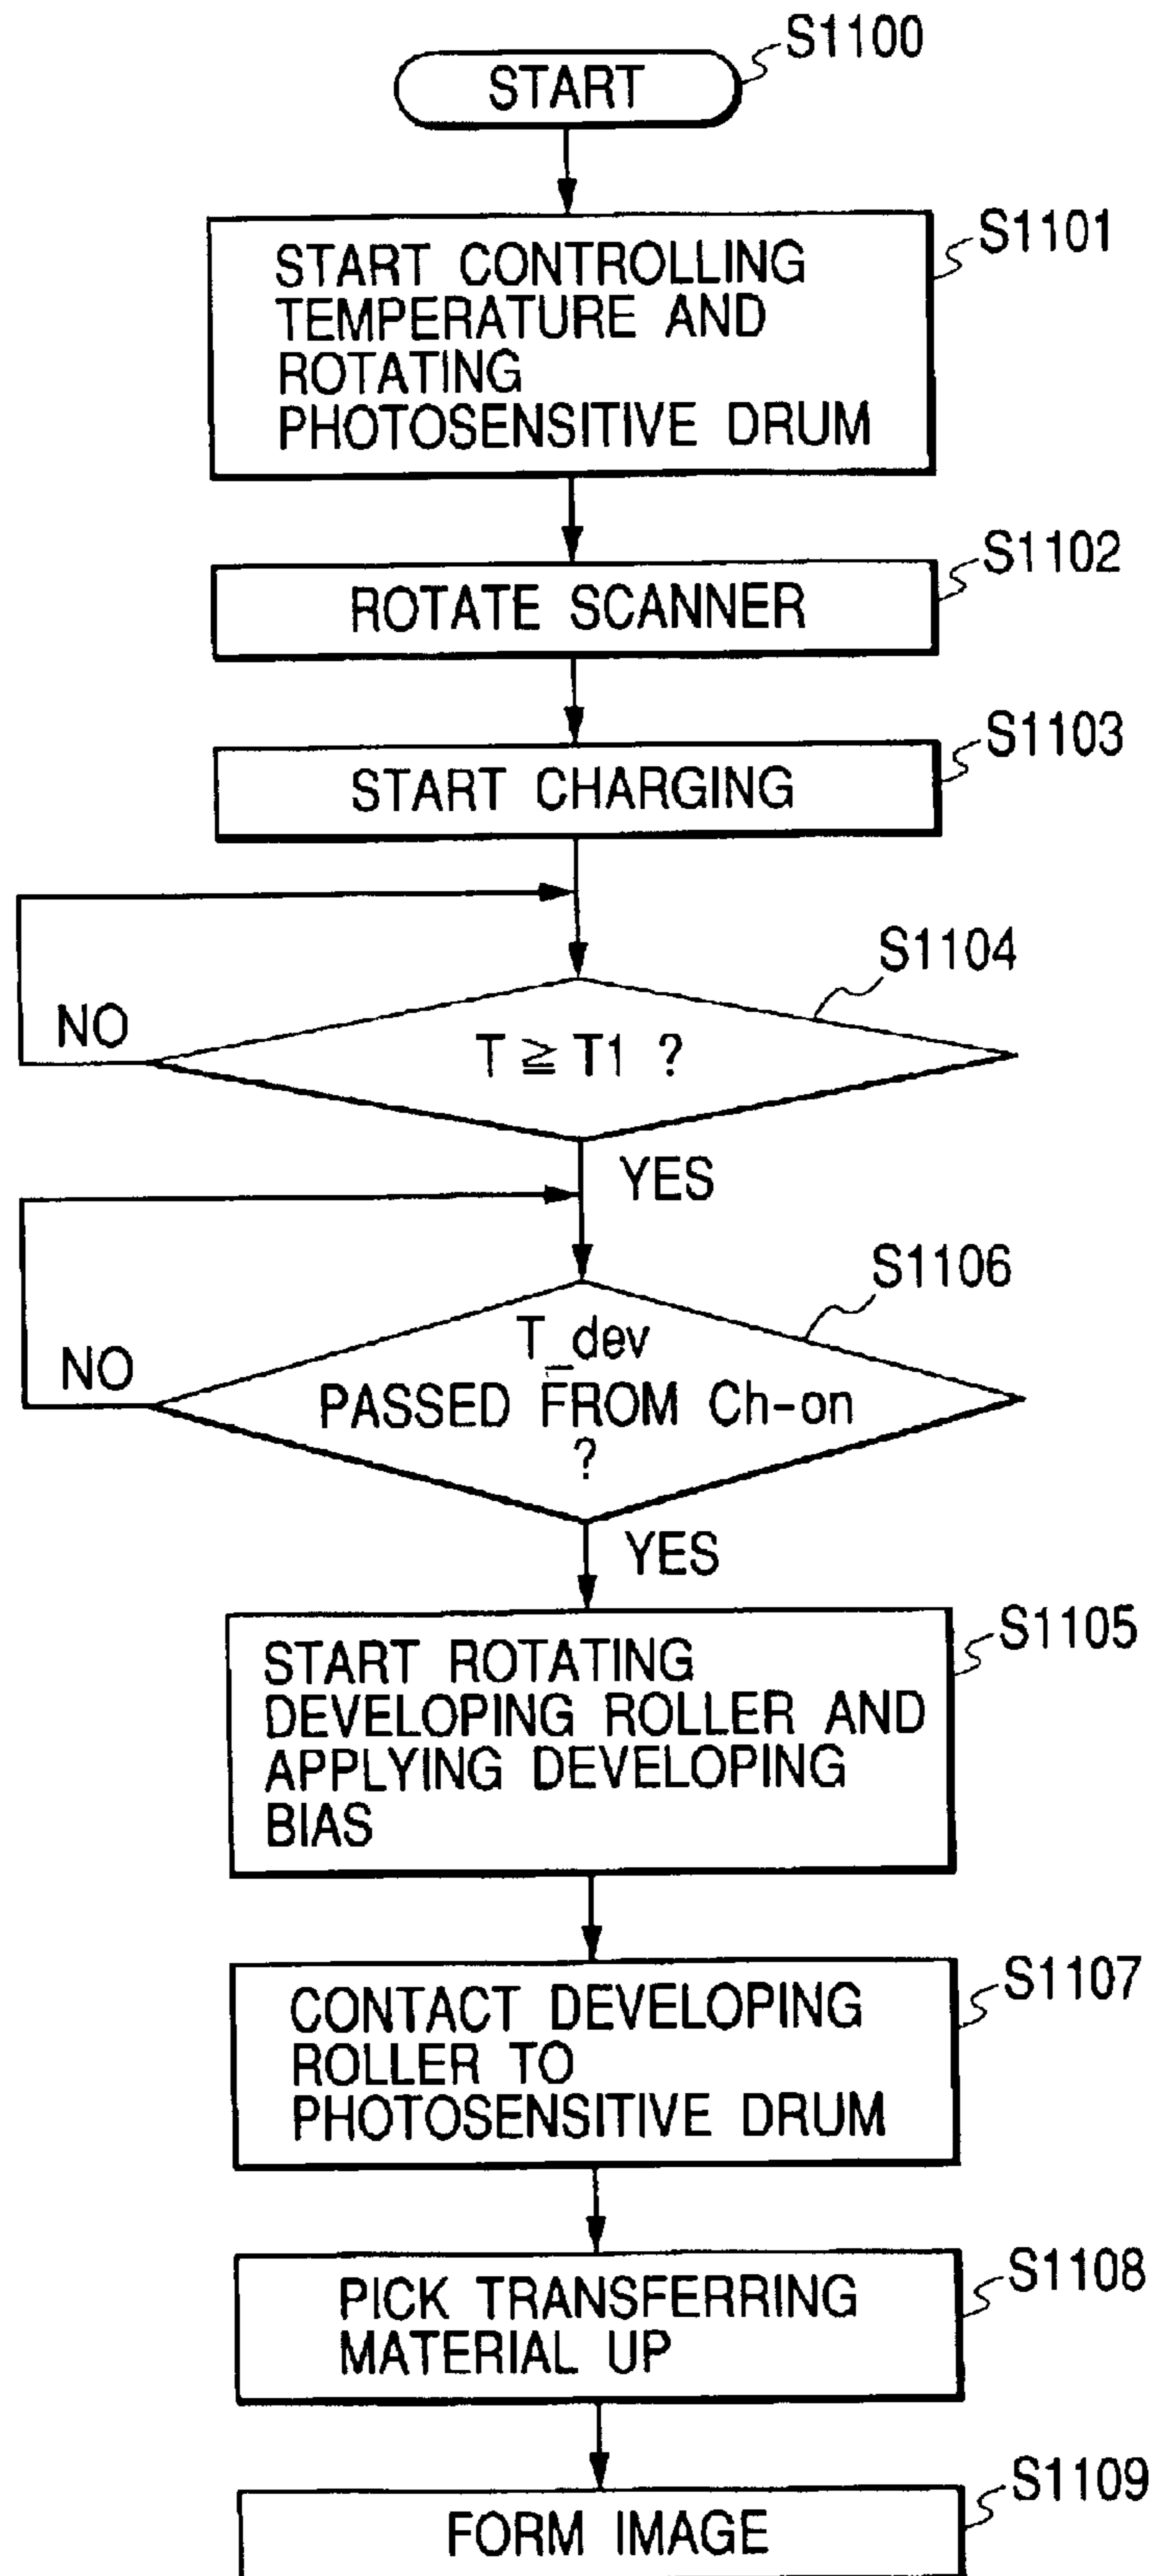 S1100
START
S1101
START CONTROLLING
TEMPERATURE AND
ROTATING
PHOTOSENSITIVE DRUM
S1102
ROTATE SCANNER
S1103
START CHARGING
S1104
NO
T ≧ T1 ?
YES
S1106
NO
T_dev
PASSED FROM Ch-on
?
YES
S1105
START ROTATING
DEVELOPING ROLLER AND
APPLYING DEVELOPING
BIAS
S1107
CONTACT DEVELOPING
ROLLER TO
PHOTOSENSITIVE DRUM
S1108
PICK TRANSFERRING
MATERIAL UP
S1109
FORM IMAGE